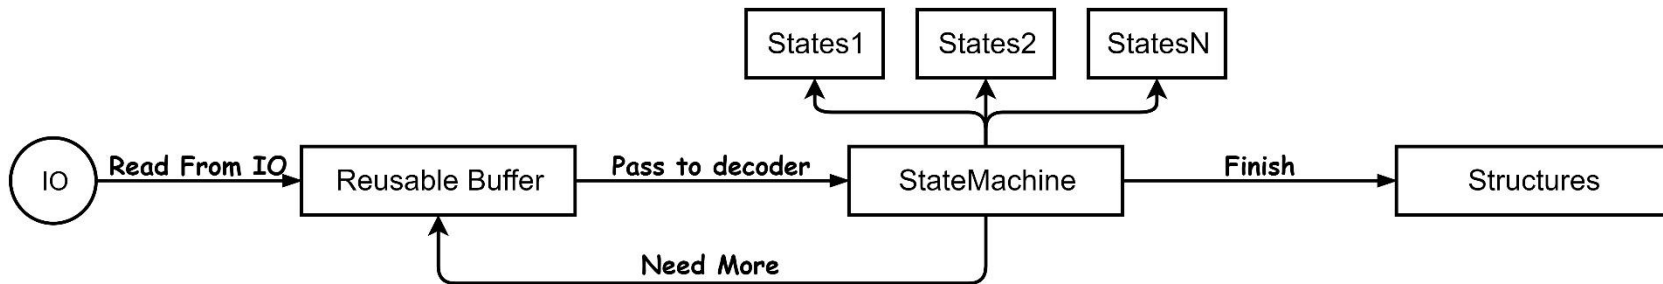 States1
States2
StatesN
IO
Read From IO
Reusable Buffer
Pass to decoder
StateMachine
Finish
Structures
Need More